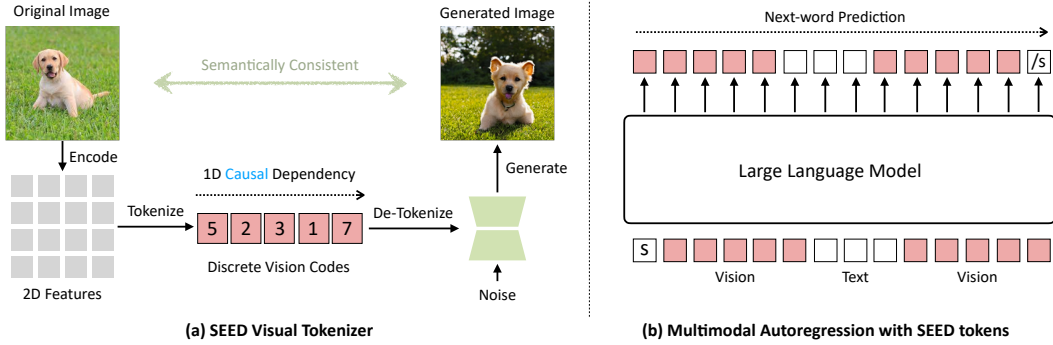 Original Image
Generated Image
Semantically Consistent
Encode
1D Causal Dependency
Generate
Tokenize
De-Tokenize
5 2 3 1 7
Discrete Vision Codes
2D Features
Noise
(a) SEED Visual Tokenizer
Next-word Prediction
/s
Large Language Model
S
Vision Text Vision
(b) Multimodal Autoregression with SEED tokens